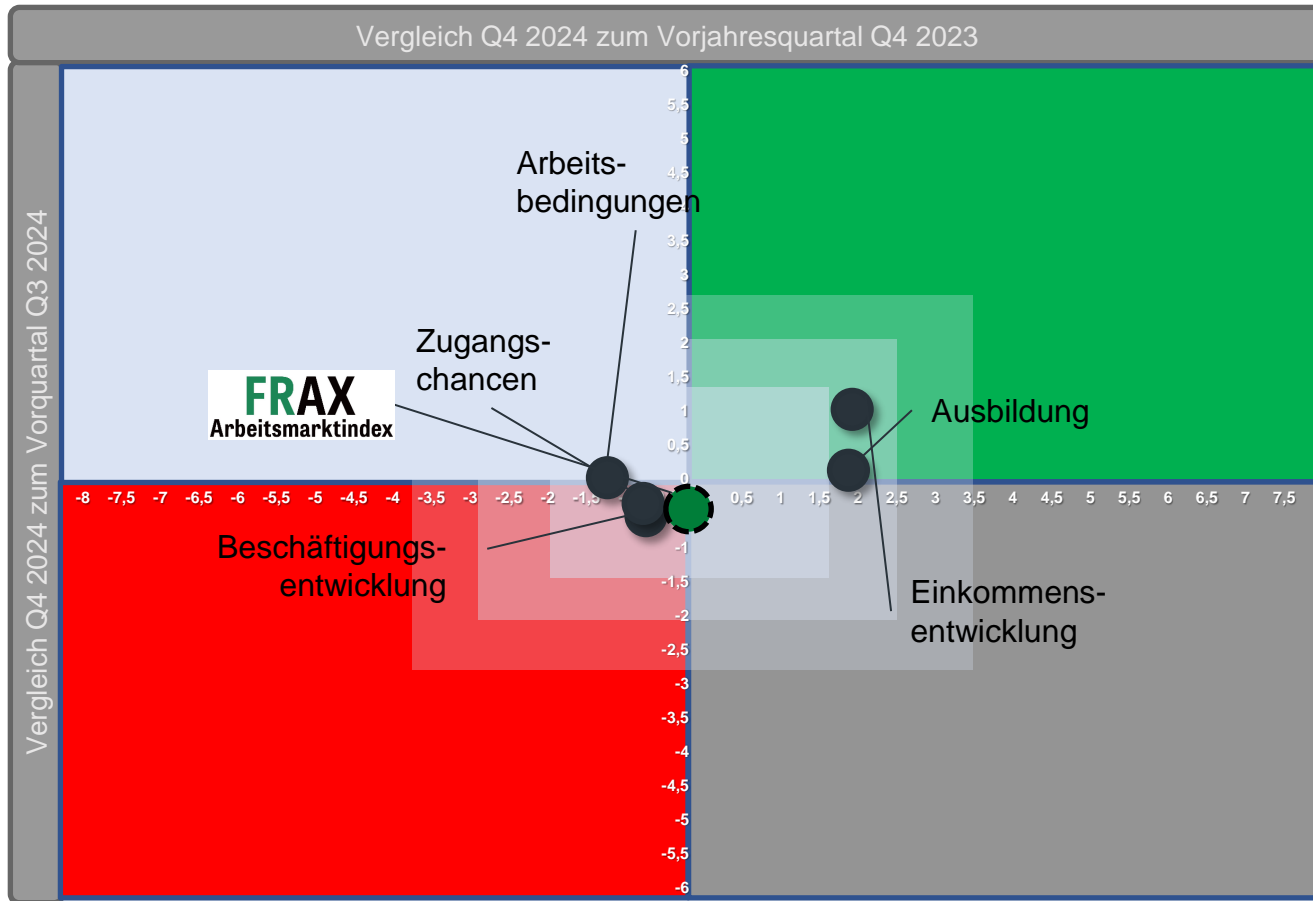 Vergleich Q4 2024 zum Vorjahresquartal Q4 2023
Vergleich Q4 2024 zum Vorquartal Q3 2024
6
5,5
5
4,5
3,5
3
2,5
2
1,5
1
0,5
0
Arbeits-
bedingungen
Zugangs-
chancen
FRAX
Arbeitsmarktindex
Ausbildung
-8 -7,5 -7 -6,5 -6 -5,5 -5 -4,5 -4 -3,5 -3 -2,5 -2 -1,5 0,5 1 1,5 2 2,5 3 3,5 4 4,5 5 5,5 6 6,5 7 7,5
Beschäftigungs-
entwicklung
Einkommens-
entwicklung
-1
-1,5
-2
-2,5
-3
-3,5
-4
-4,5
-5
-5,5
-6